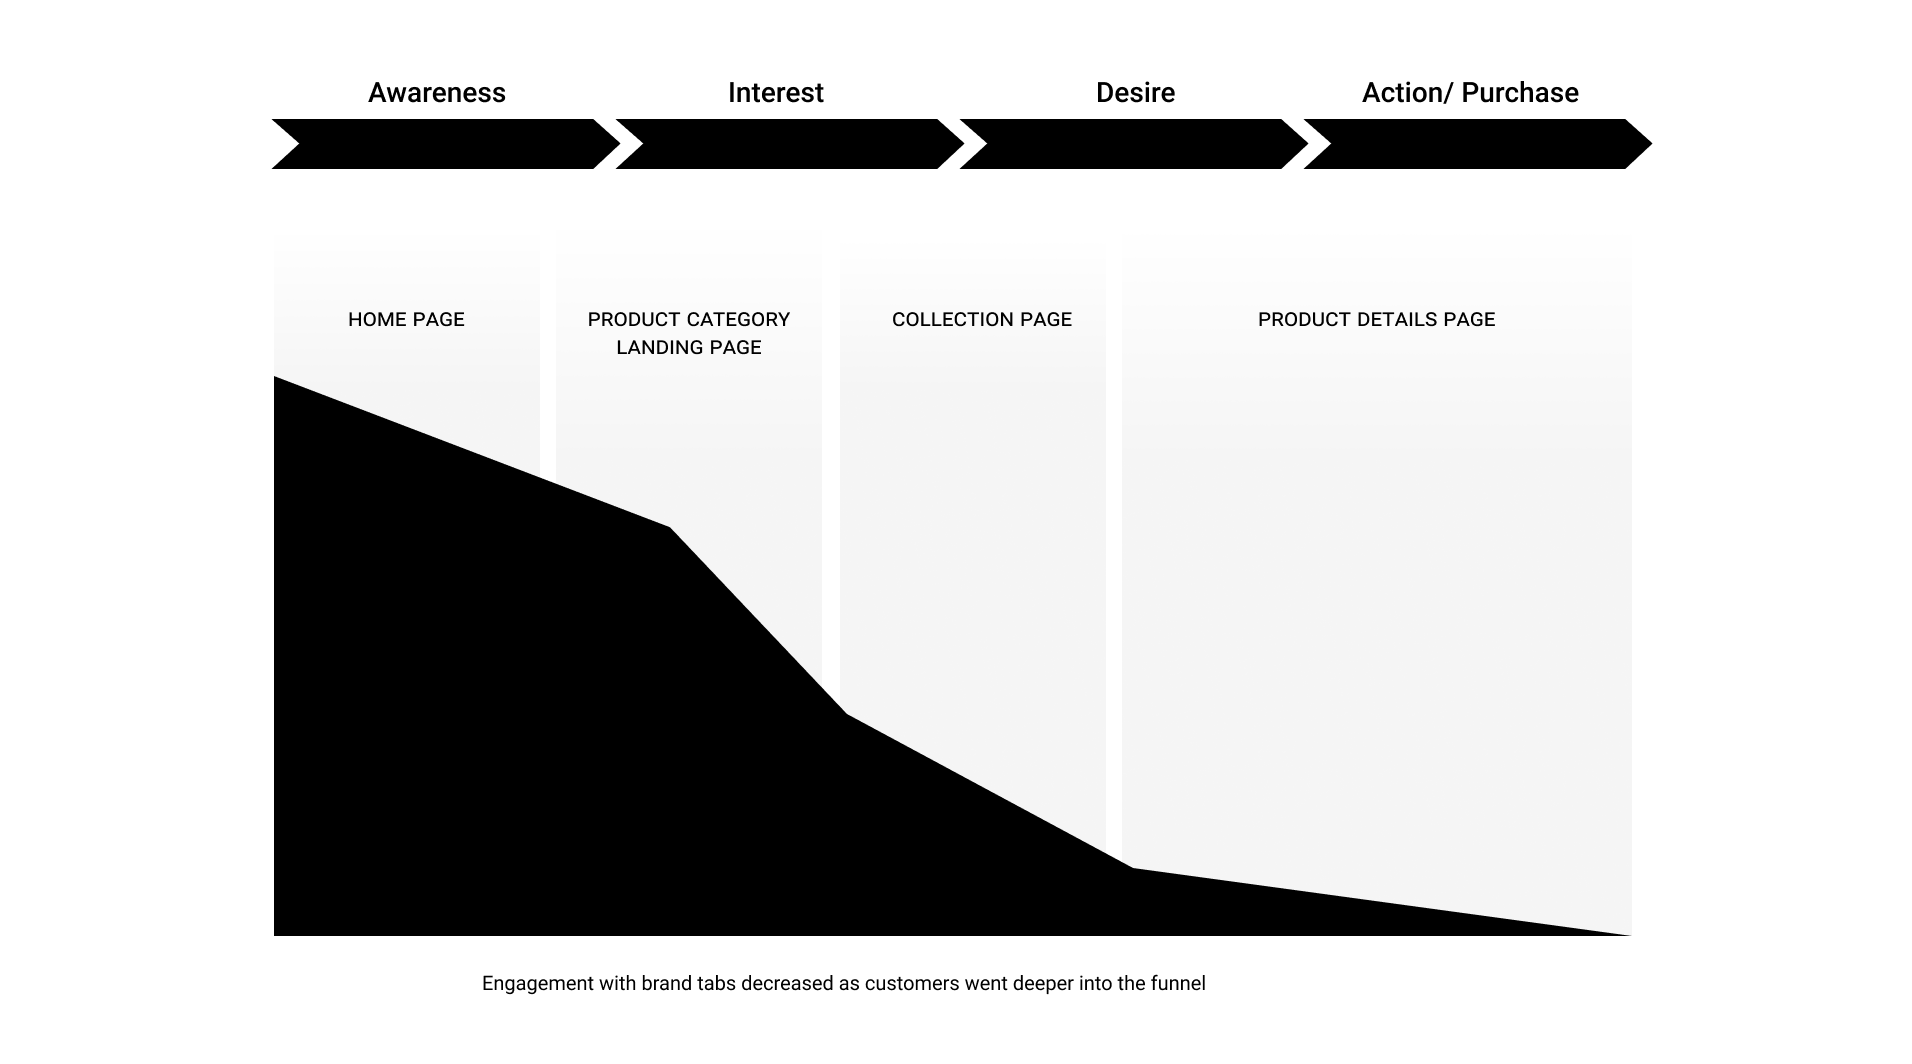 Awareness
Interest
Desire
Action/ Purchase
HOME PAGE
PRODUCT CATEGORY
LANDING PAGE
COLLECTION PAGE
PRODUCT DETAILS PAGE
Engagement with brand tabs decreased as customers went deeper into the funnel